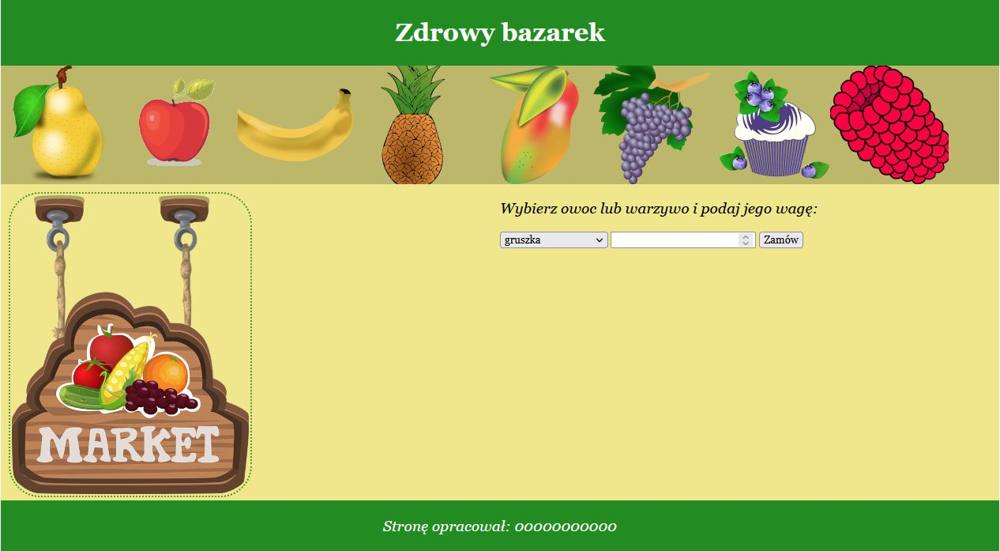 Zdrowy bazarek
Wybierz owoc lub warzywo i podaj jego wagę:
gruszka
Zamów
MARKET
Stronę opracował: 00000000000